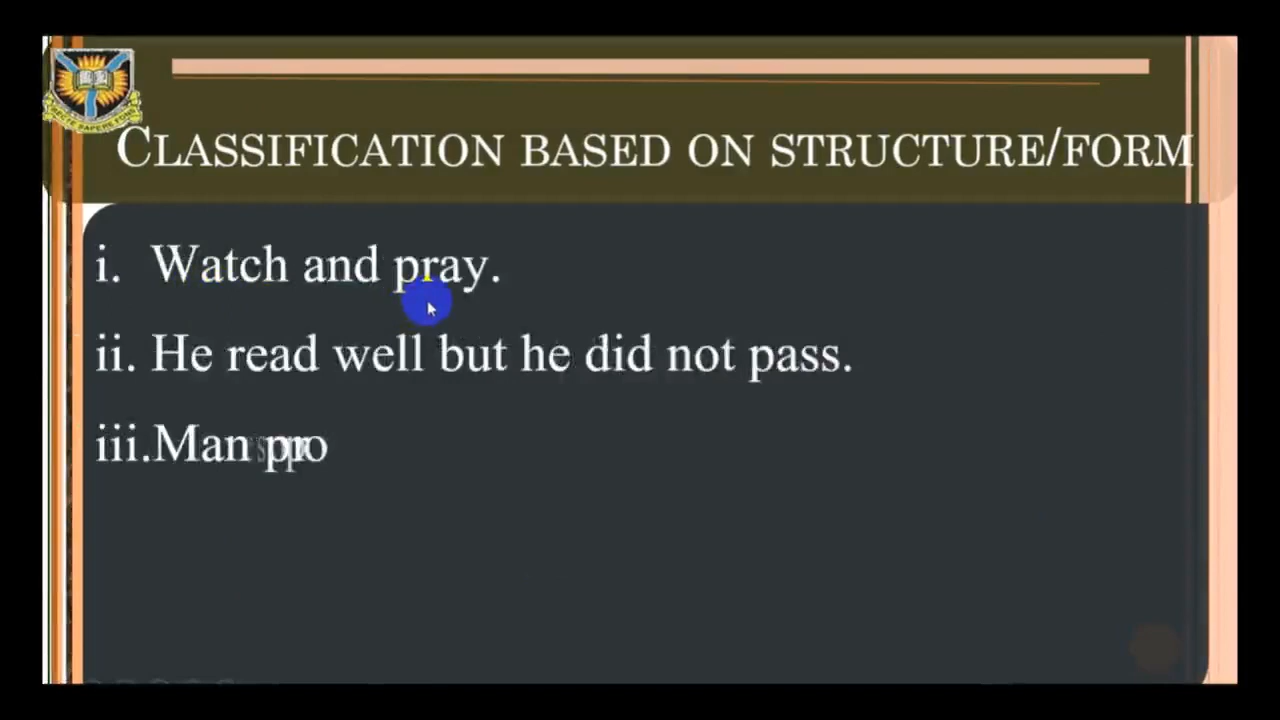 CLASSIFICATION BASED ON STRUCTURE/FORM
i. Watch and pray.
ii. He read well but he did not pass.
iii. Man pro